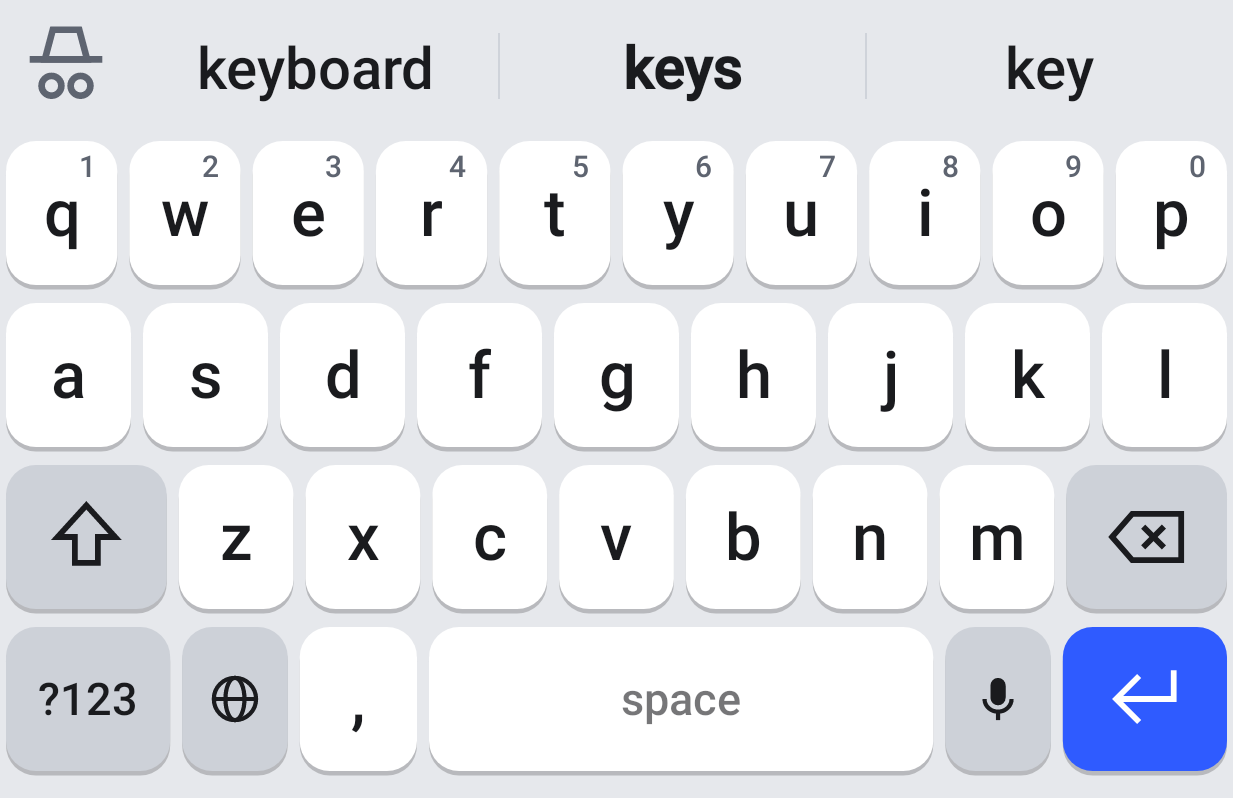 keyboard keys key
1 2 3 4 5 6 7 8 9 0
q w e r t y u i o p
a s d f g h j k l
z x c v b n m
?123 , space